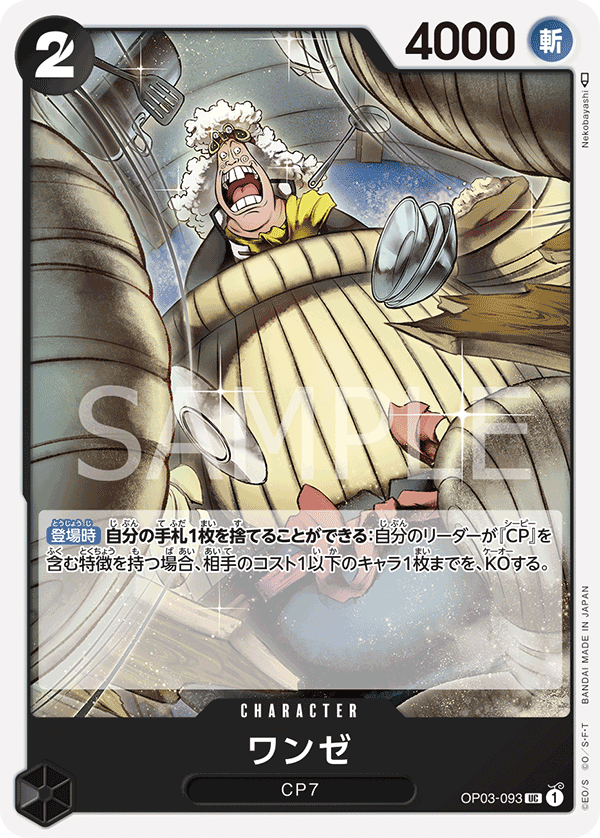 2
4000 斬
Nekobayashi
SAMPLE
登場時 自分の手札1枚を捨てることができる:自分のリーダーが『CP』を
含む特徴を持つ場合、相手のコスト1以下のキャラ1枚までを、KOする。
CHARACTER
ワンゼ
CP7
OP03-093 UC 1
©E.O/S ©O/S・F・T BANDAI MADE IN JAPAN